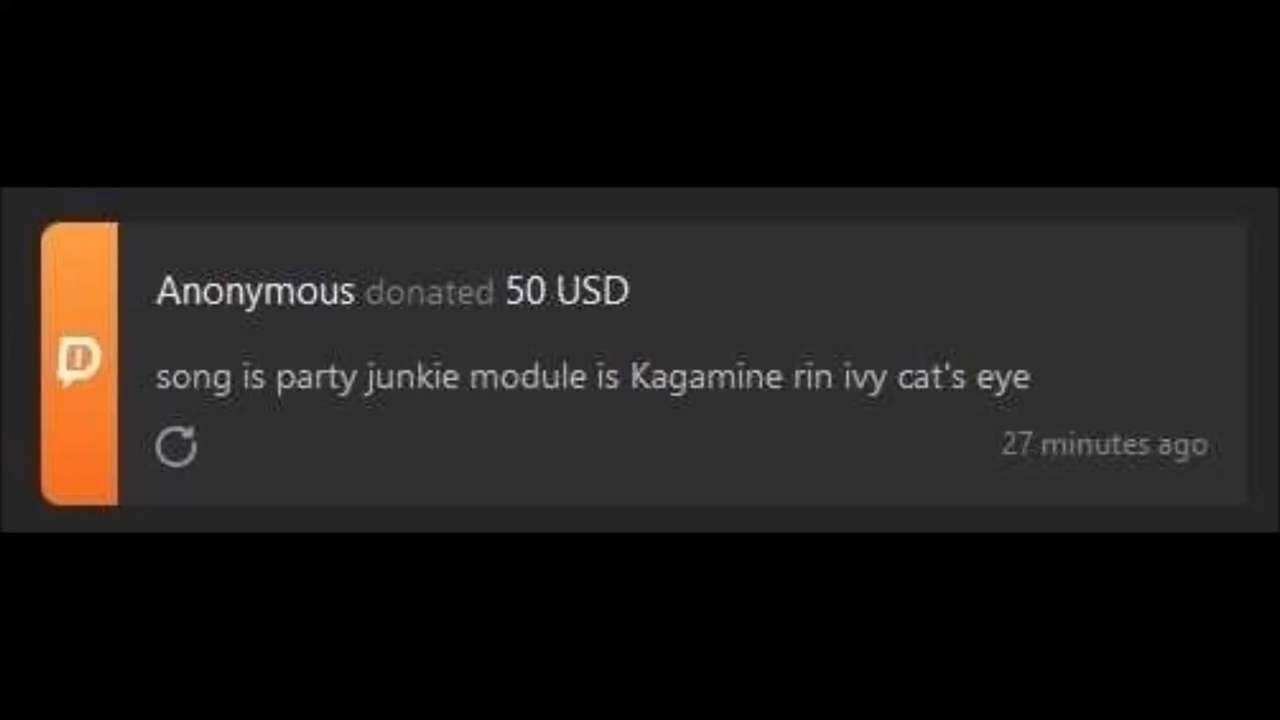 Anonymous donated 50 USD
song is party junkie module is Kagamine rin ivy cat's eye
27 minutes ago